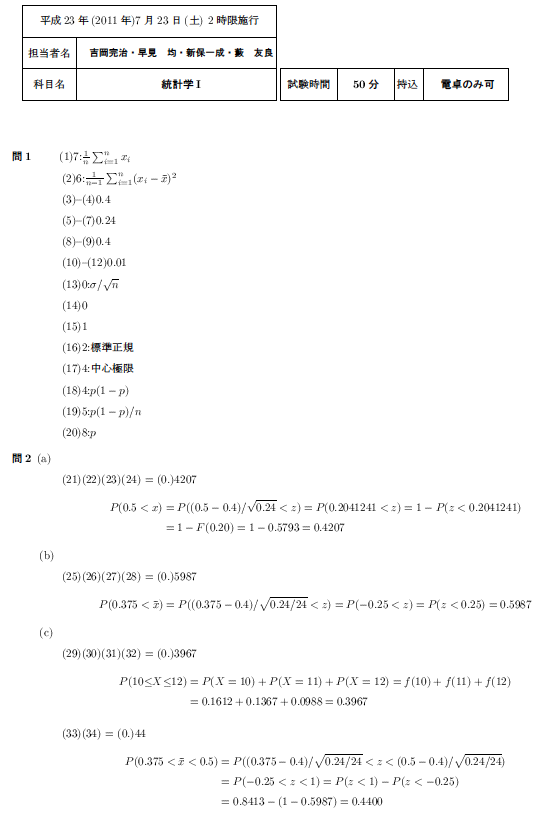 平成 23 年 (2011 年)7 月 23 日 (土) 2 時限施行
担当者名 吉岡完治・早見 均・新保一成・藪 友良
科目名 統計学 I 試験時間 50 分 持込 電卓のみ可
問 1 (1)7:\frac{1}{n}\sum_{i=1}^{n} x_i
(2)6:\frac{1}{n-1}\sum_{i=1}^{n}(x_i − x̄)^2
(3)–(4)0.4
(5)–(7)0.24
(8)–(9)0.4
(10)–(12)0.01
(13)0:σ/√n
(14)0
(15)1
(16)2:標準正規
(17)4:中心極限
(18)4:p(1 − p)
(19)5:p(1 − p)/n
(20)8:p
問 2 (a)
(21)(22)(23)(24) = (0.)4207
P(0.5 < x) = P((0.5 − 0.4)/√0.24 < z) = P(0.2041241 < z) = 1 − P(z < 0.2041241)
= 1 − F(0.20) = 1 − 0.5793 = 0.4207
(b)
(25)(26)(27)(28) = (0.)5987
P(0.375 < x̄) = P((0.375 − 0.4)/√0.24/24 < z) = P(−0.25 < z) = P(z < 0.25) = 0.5987
(c)
(29)(30)(31)(32) = (0.)3967
P(10≤X≤12) = P(X = 10) + P(X = 11) + P(X = 12) = f(10) + f(11) + f(12)
= 0.1612 + 0.1367 + 0.0988 = 0.3967
(33)(34) = (0.)44
P(0.375 < x̄ < 0.5) = P((0.375 − 0.4)/√0.24/24 < z < (0.5 − 0.4)/√0.24/24)
= P(−0.25 < z < 1) = P(z < 1) − P(z < −0.25)
= 0.8413 − (1 − 0.5987) = 0.4400